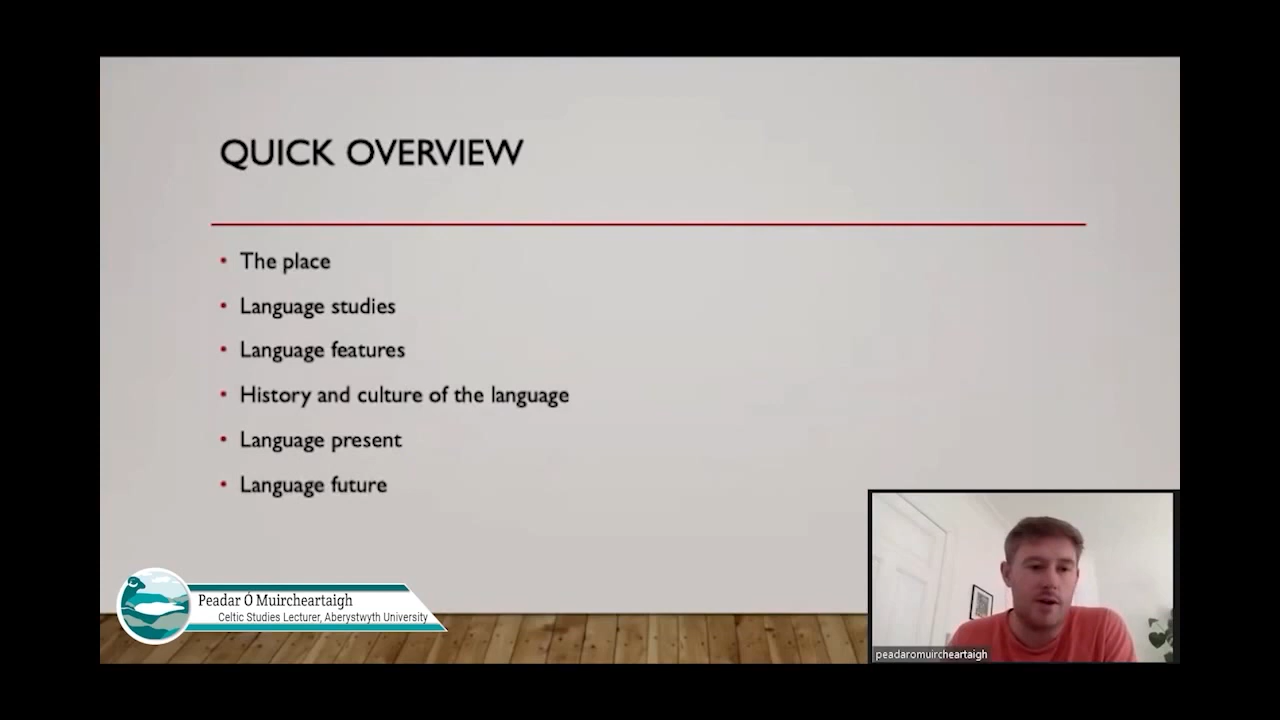 QUICK OVERVIEW
• The place
• Language studies
• Language features
• History and culture of the language
• Language present
• Language future
Peadar Ó Muircheartaigh
Celtic Studies Lecturer, Aberystwyth University
peadaromuircheartaigh